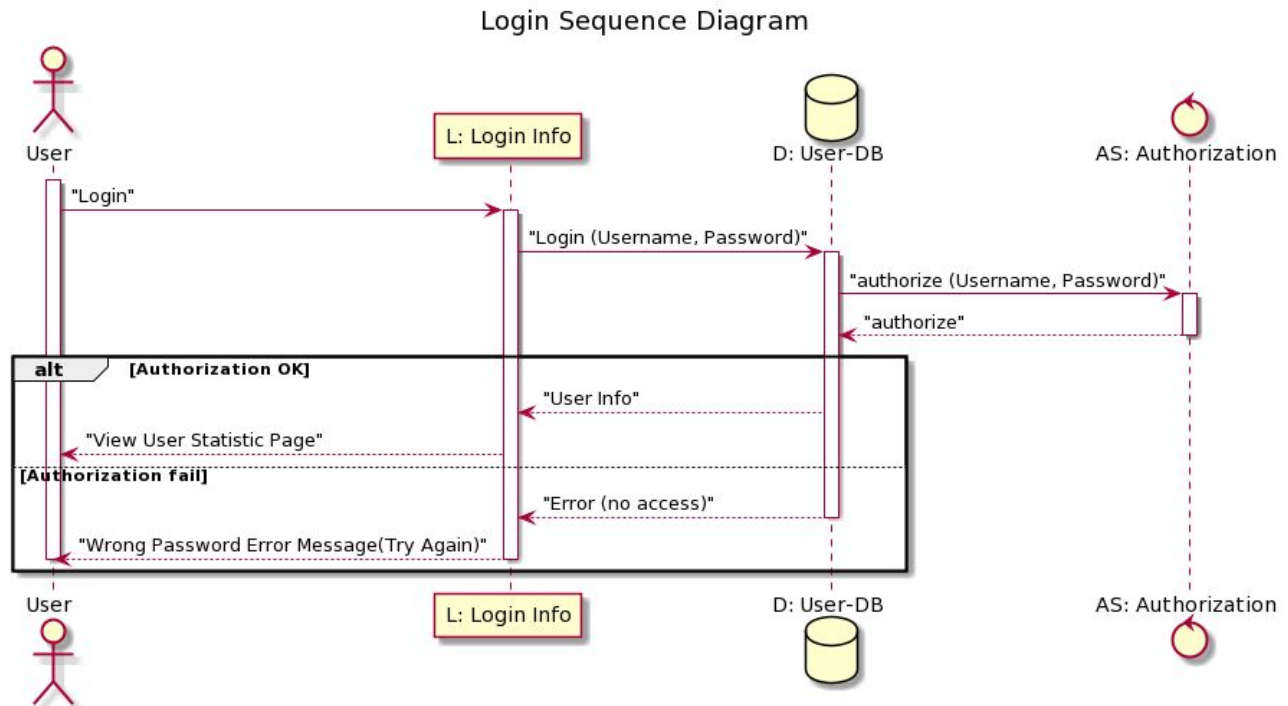 Login Sequence Diagram
User
L: Login Info
D: User-DB
AS: Authorization
"Login"
"Login (Username, Password)"
"authorize (Username, Password)"
"authorize"
alt
[Authorization OK]
"User Info"
"View User Statistic Page"
[Authorization fail]
"Error (no access)"
"Wrong Password Error Message(Try Again)"
User
L: Login Info
D: User-DB
AS: Authorization